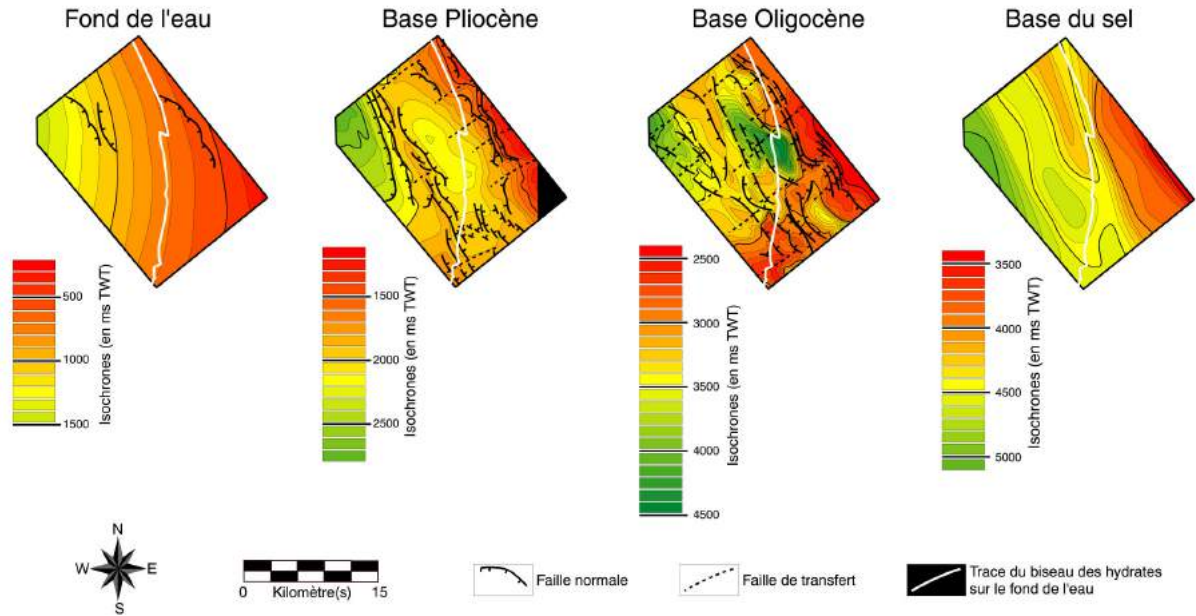 Fond de l'eau
Base Pliocène
Base Oligocène
Base du sel
500
1000
1500
Isochrones (en ms TWT)
1500
2000
2500
Isochrones (en ms TWT)
2500
3000
3500
4000
4500
Isochrones (en ms TWT)
3500
4000
4500
5000
Isochrones (en ms TWT)
N
W
E
S
0
Kilomètre(s)
15
Faille normale
Faille de transfert
Trace du biseau des hydrates
sur le fond de l'eau